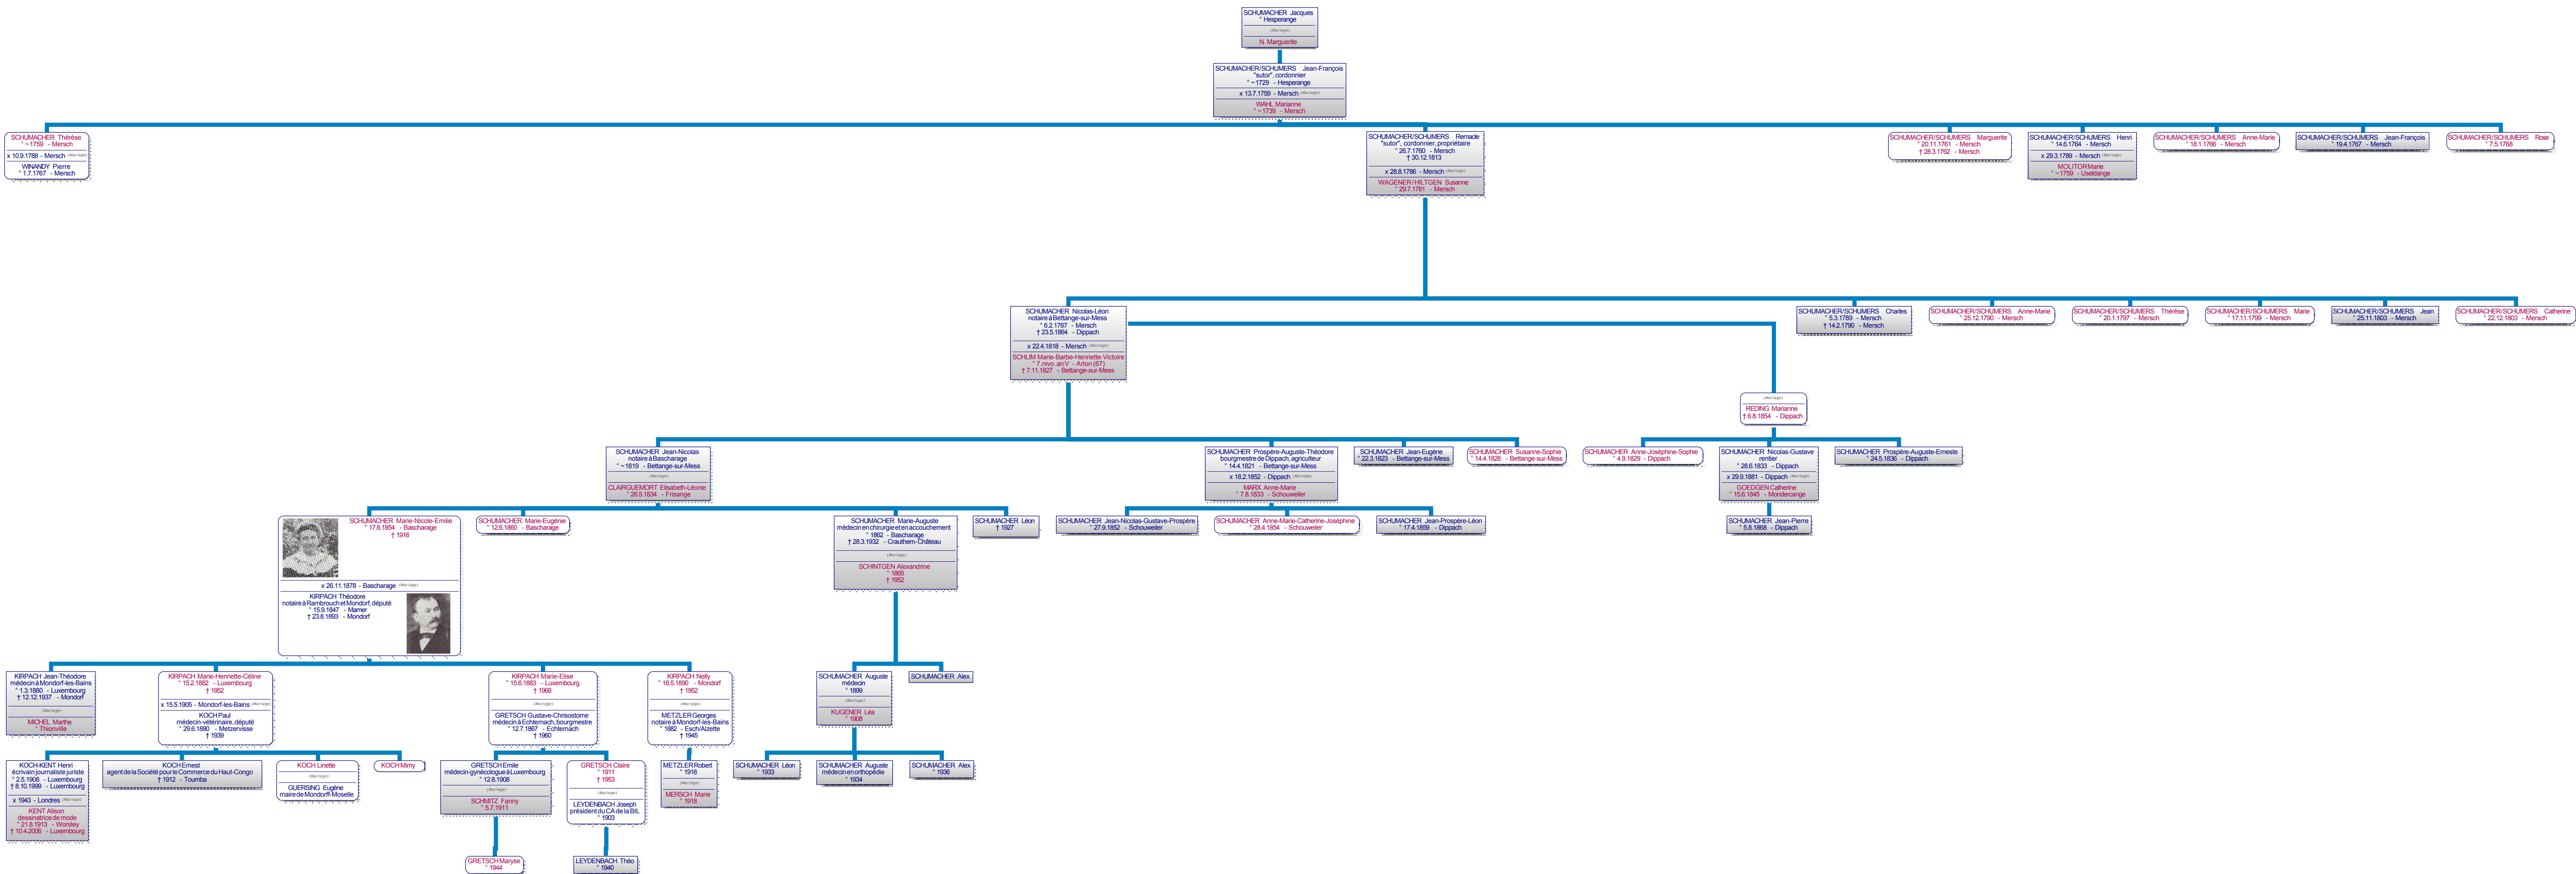 SCHUMACHER Jacques
° Hesperange
(Mariage)
N. Marguerite
SCHUMACHER/SCHUMERS Jean-François
"sutor", cordonnier
° ~1729 - Hesperange
x 13.7.1759 - Mersch (Mariage)
WAHL Marianne
° ~1739 - Mersch
SCHUMACHER Thérèse
° ~1759 - Mersch
x 10.9.1788 - Mersch (Mariage)
WINANDY Pierre
° 1.7.1767 - Mersch
SCHUMACHER/SCHUMERS Remacle
"sutor", cordonnier, propriétaire
° 26.7.1760 - Mersch
† 30.12.1813
x 28.8.1786 - Mersch (Mariage)
WAGENER/HILTGEN Susanne
° 29.7.1761 - Mersch
SCHUMACHER/SCHUMERS Marguerite
° 20.11.1761 - Mersch
† 28.3.1762 - Mersch
SCHUMACHER/SCHUMERS Henri
° 14.6.1764 - Mersch
x 29.3.1789 - Mersch (Mariage)
MOLITOR Marie
° ~1759 - Useldange
SCHUMACHER/SCHUMERS Anne-Marie
° 18.1.1766 - Mersch
SCHUMACHER/SCHUMERS Jean-François
° 19.4.1767 - Mersch
SCHUMACHER/SCHUMERS Rose
° 7.5.1768
SCHUMACHER Nicolas-Léon
notaire à Bettange-sur-Mess
° 6.2.1787 - Mersch
† 23.5.1864 - Dippach
x 22.4.1818 - Mersch (Mariage)
SCHLIM Marie-Barbe-Henriette-Victoire
° 7.nivo .an V - Arlon (67)
† 7.11.1827 - Bettange-sur-Mess
SCHUMACHER/SCHUMERS Charles
° 5.3.1789 - Mersch
† 14.2.1790 - Mersch
SCHUMACHER/SCHUMERS Anne-Marie
° 25.12.1790 - Mersch
SCHUMACHER/SCHUMERS Thérèse
° 20.1.1797 - Mersch
SCHUMACHER/SCHUMERS Marie
° 17.11.1799 - Mersch
SCHUMACHER/SCHUMERS Jean
° 25.11.1803 - Mersch
SCHUMACHER/SCHUMERS Catherine
° 22.12.1803 - Mersch
(Mariage)
REDING Marianne
† 6.8.1854 - Dippach
SCHUMACHER Jean-Nicolas
notaire à Bascharage
° ~1819 - Bettange-sur-Mess
(Mariage)
CLAIRGUEMORT Elisabeth-Léonie
° 26.5.1834 - Frisange
SCHUMACHER Prospère-Auguste-Théodore
bourgmestre de Dippach, agriculteur
° 14.4.1821 - Bettange-sur-Mess
x 18.2.1852 - Dippach (Mariage)
MARX Anne-Marie
° 7.8.1833 - Schouweiler
SCHUMACHER Jean-Eugène
° 22.3.1823 - Bettange-sur-Mess
SCHUMACHER Susanne-Sophie
° 14.4.1826 - Bettange-sur-Mess
SCHUMACHER Anne-Joséphine-Sophie
° 4.9.1829 - Dippach
SCHUMACHER Nicolas-Gustave
rentier
° 28.6.1833 - Dippach
x 29.9.1881 - Dippach (Mariage)
GOEDGEN Catherine
° 15.6.1845 - Mondercange
SCHUMACHER Prospère-Auguste-Erneste
° 24.5.1836 - Dippach
SCHUMACHER Marie-Nicole-Emilie
° 17.6.1854 - Bascharage
† 1916
x 26.11.1878 - Bascharage (Mariage)
KIRPACH Théodore
notaire à Rambrouch et Mondorf, député
° 15.9.1847 - Mamer
† 23.8.1893 - Mondorf
SCHUMACHER Marie-Eugénie
° 12.6.1860 - Bascharage
SCHUMACHER Marie-Auguste
médecin en chirurgie et en accouchement
° 1862 - Bascharage
† 28.3.1932 - Crauthem-Château
(Mariage)
SCHINTGEN Alexandrine
° 1865
† 1952
SCHUMACHER Léon
† 1927
SCHUMACHER Jean-Nicolas-Gustave-Prospère
° 27.9.1852 - Schouweiler
SCHUMACHER Anne-Marie-Catherine-Joséphine
° 28.4.1854 - Schouweiler
SCHUMACHER Jean-Prospère-Léon
° 17.4.1859 - Dippach
SCHUMACHER Jean-Pierre
° 5.8.1868 - Dippach
KIRPACH Jean-Théodore
médecin à Mondorf-les-Bains
° 1.3.1880 - Luxembourg
† 12.12.1937 - Mondorf
(Mariage)
MICHEL Marthe
° Thionville
KIRPACH Marie-Henriette-Céline
° 15.2.1882 - Luxembourg
† 1952
x 15.5.1905 - Mondorf-les-Bains (Mariage)
KOCH Paul
médecin-vétérinaire, député
° 29.6.1880 - Metzervisse
† 1939
KIRPACH Marie-Elise
° 15.6.1883 - Luxembourg
† 1968
(Mariage)
GRETSCH Gustave-Chrisostome
médecin à Echternach, bourgmestre
° 12.7.1867 - Echternach
† 1960
KIRPACH Nelly
° 16.5.1890 - Mondorf
† 1952
(Mariage)
METZLER Georges
notaire à Mondorf-les-Bains
° 1882 - Esch/Alzette
† 1945
SCHUMACHER Auguste
médecin
° 1899
(Mariage)
KUGENER Léa
° 1908
SCHUMACHER Alex
KOCH-KENT Henri
écrivain journaliste juriste
° 2.5.1906 - Luxembourg
† 8.10.1999 - Luxembourg
x 1943 - Londres (Mariage)
KENT Alison
dessinatrice de mode
° 21.8.1913 - Worsley
† 10.4.2006 - Luxembourg
KOCH Ernest
agent de la Société pour le Commerce du Haut-Congo
† 1912 - Toumba
KOCH Linette
(Mariage)
GUERSING Eugène
maire de Mondorff-Moselle
KOCH Mimy
GRETSCH Emile
médecin-gynécologue à Luxembourg
° 12.8.1908
(Mariage)
SCHMITZ Fanny
° 5.7.1911
GRETSCH Claire
° 1911
† 1953
(Mariage)
LEYDENBACH Joseph
président du CA de la BIL
° 1903
METZLER Robert
° 1918
(Mariage)
MERSCH Marie
° 1918
SCHUMACHER Léon
° 1933
SCHUMACHER Auguste
médecin en orthopédie
° 1934
SCHUMACHER Alex
° 1936
GRETSCH Maryse
° 1944
LEYDENBACH Théo
° 1940